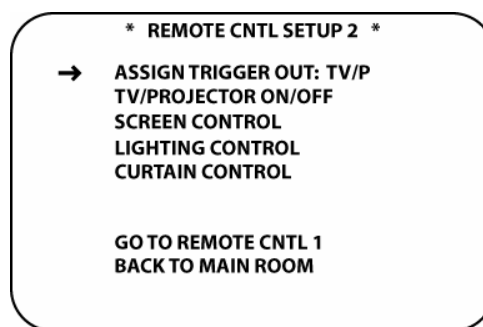 * REMOTE CNTL SETUP 2 *
→ ASSIGN TRIGGER OUT: TV/P
TV/PROJECTOR ON/OFF
SCREEN CONTROL
LIGHTING CONTROL
CURTAIN CONTROL
GO TO REMOTE CNTL 1
BACK TO MAIN ROOM